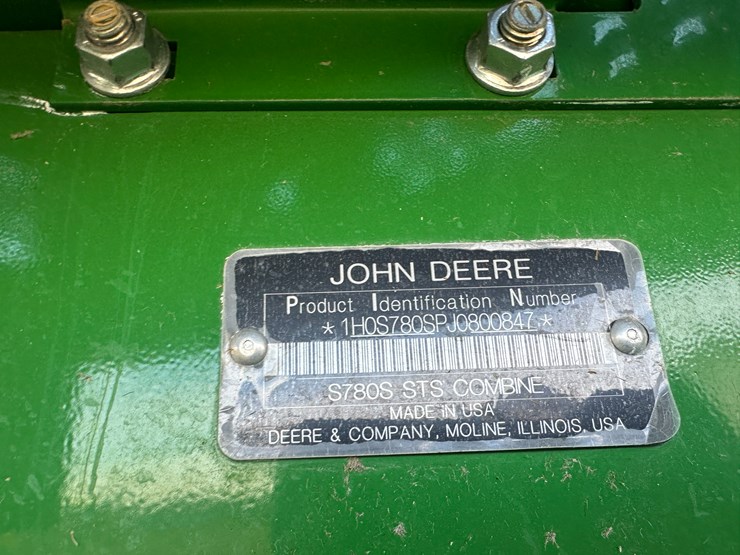 JOHN DEERE
Product Identification Number
*1H0S780SPJ0800847*
S780S STS COMBINE
MADE IN USA
DEERE & COMPANY, MOLINE, ILLINOIS, USA